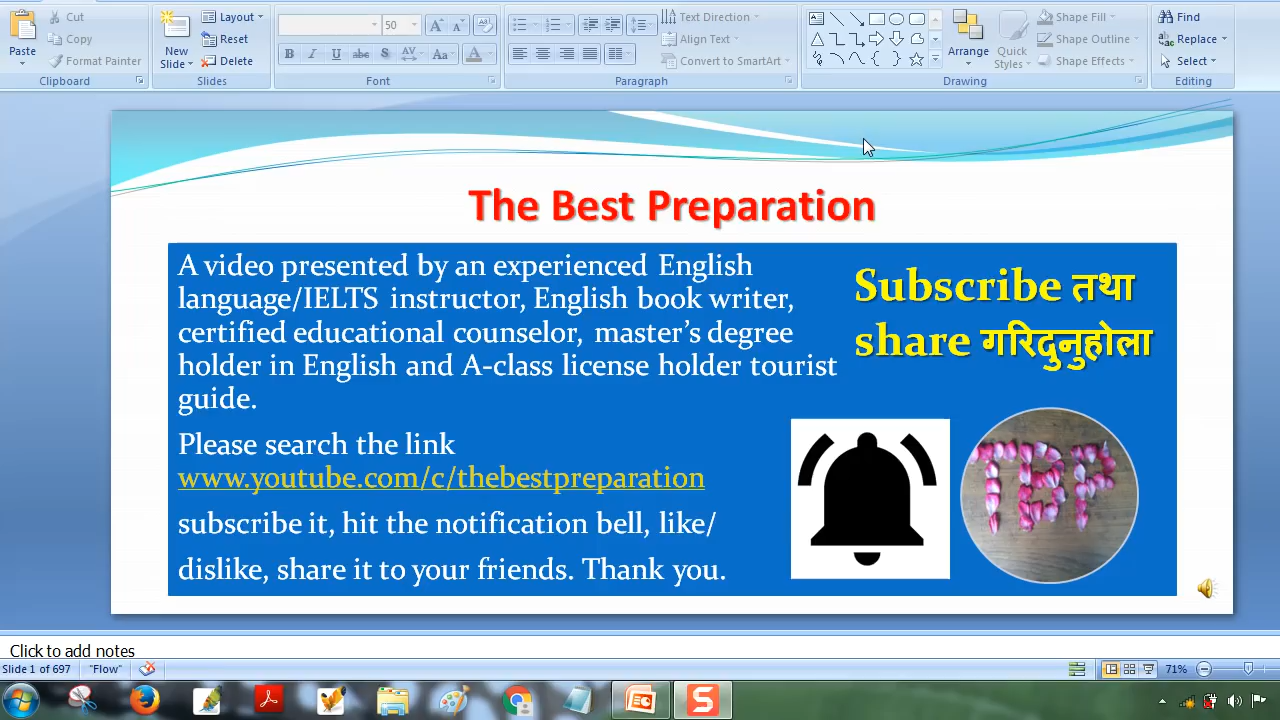 Cut
Copy
Format Painter
Paste
Clipboard
New
Slide
Layout
Reset
Delete
Slides
50
B I U abc S AV Aa A
Font
Text Direction
Align Text
Convert to SmartArt
Paragraph
Arrange
Quick
Styles
Shape Fill
Shape Outline
Shape Effects
Drawing
Find
Replace
Select
Editing
The Best Preparation
A video presented by an experienced English
language/IELTS instructor, English book writer,
certified educational counselor, master's degree
holder in English and A-class license holder tourist
guide.
Please search the link
www.youtube.com/c/thebestpreparation
subscribe it, hit the notification bell, like/
dislike, share it to your friends. Thank you.
Subscribe तथा
share गरिदुनुहोला
TBP
Click to add notes
Slide 1 of 697
"Flow"
71%